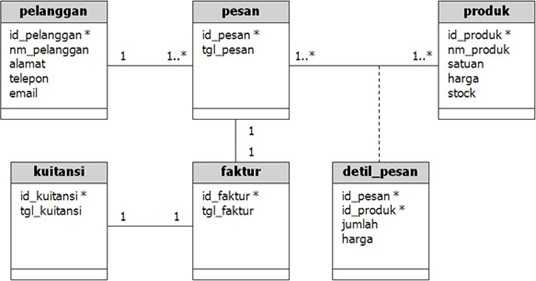 pelanggan
id_pelanggan *
nm_pelanggan
alamat
telepon
email
1
1..*
pesan
id_pesan *
tgl_pesan
1..*
1..*
produk
id_produk *
nm_produk
satuan
harga
stock
1
1
kuitansi
id_kuitansi *
tgl_kuitansi
1
1
faktur
id_faktur *
tgl_faktur
detil_pesan
id_pesan *
id_produk *
jumlah
harga